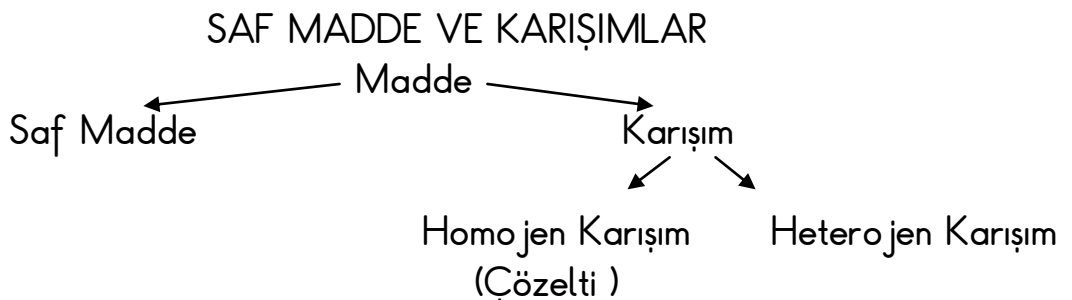 SAF MADDE VE KARIŞIMLAR
Madde
Saf Madde Karışım
Homojen Karışım Heterojen Karışım
(Çözelti )